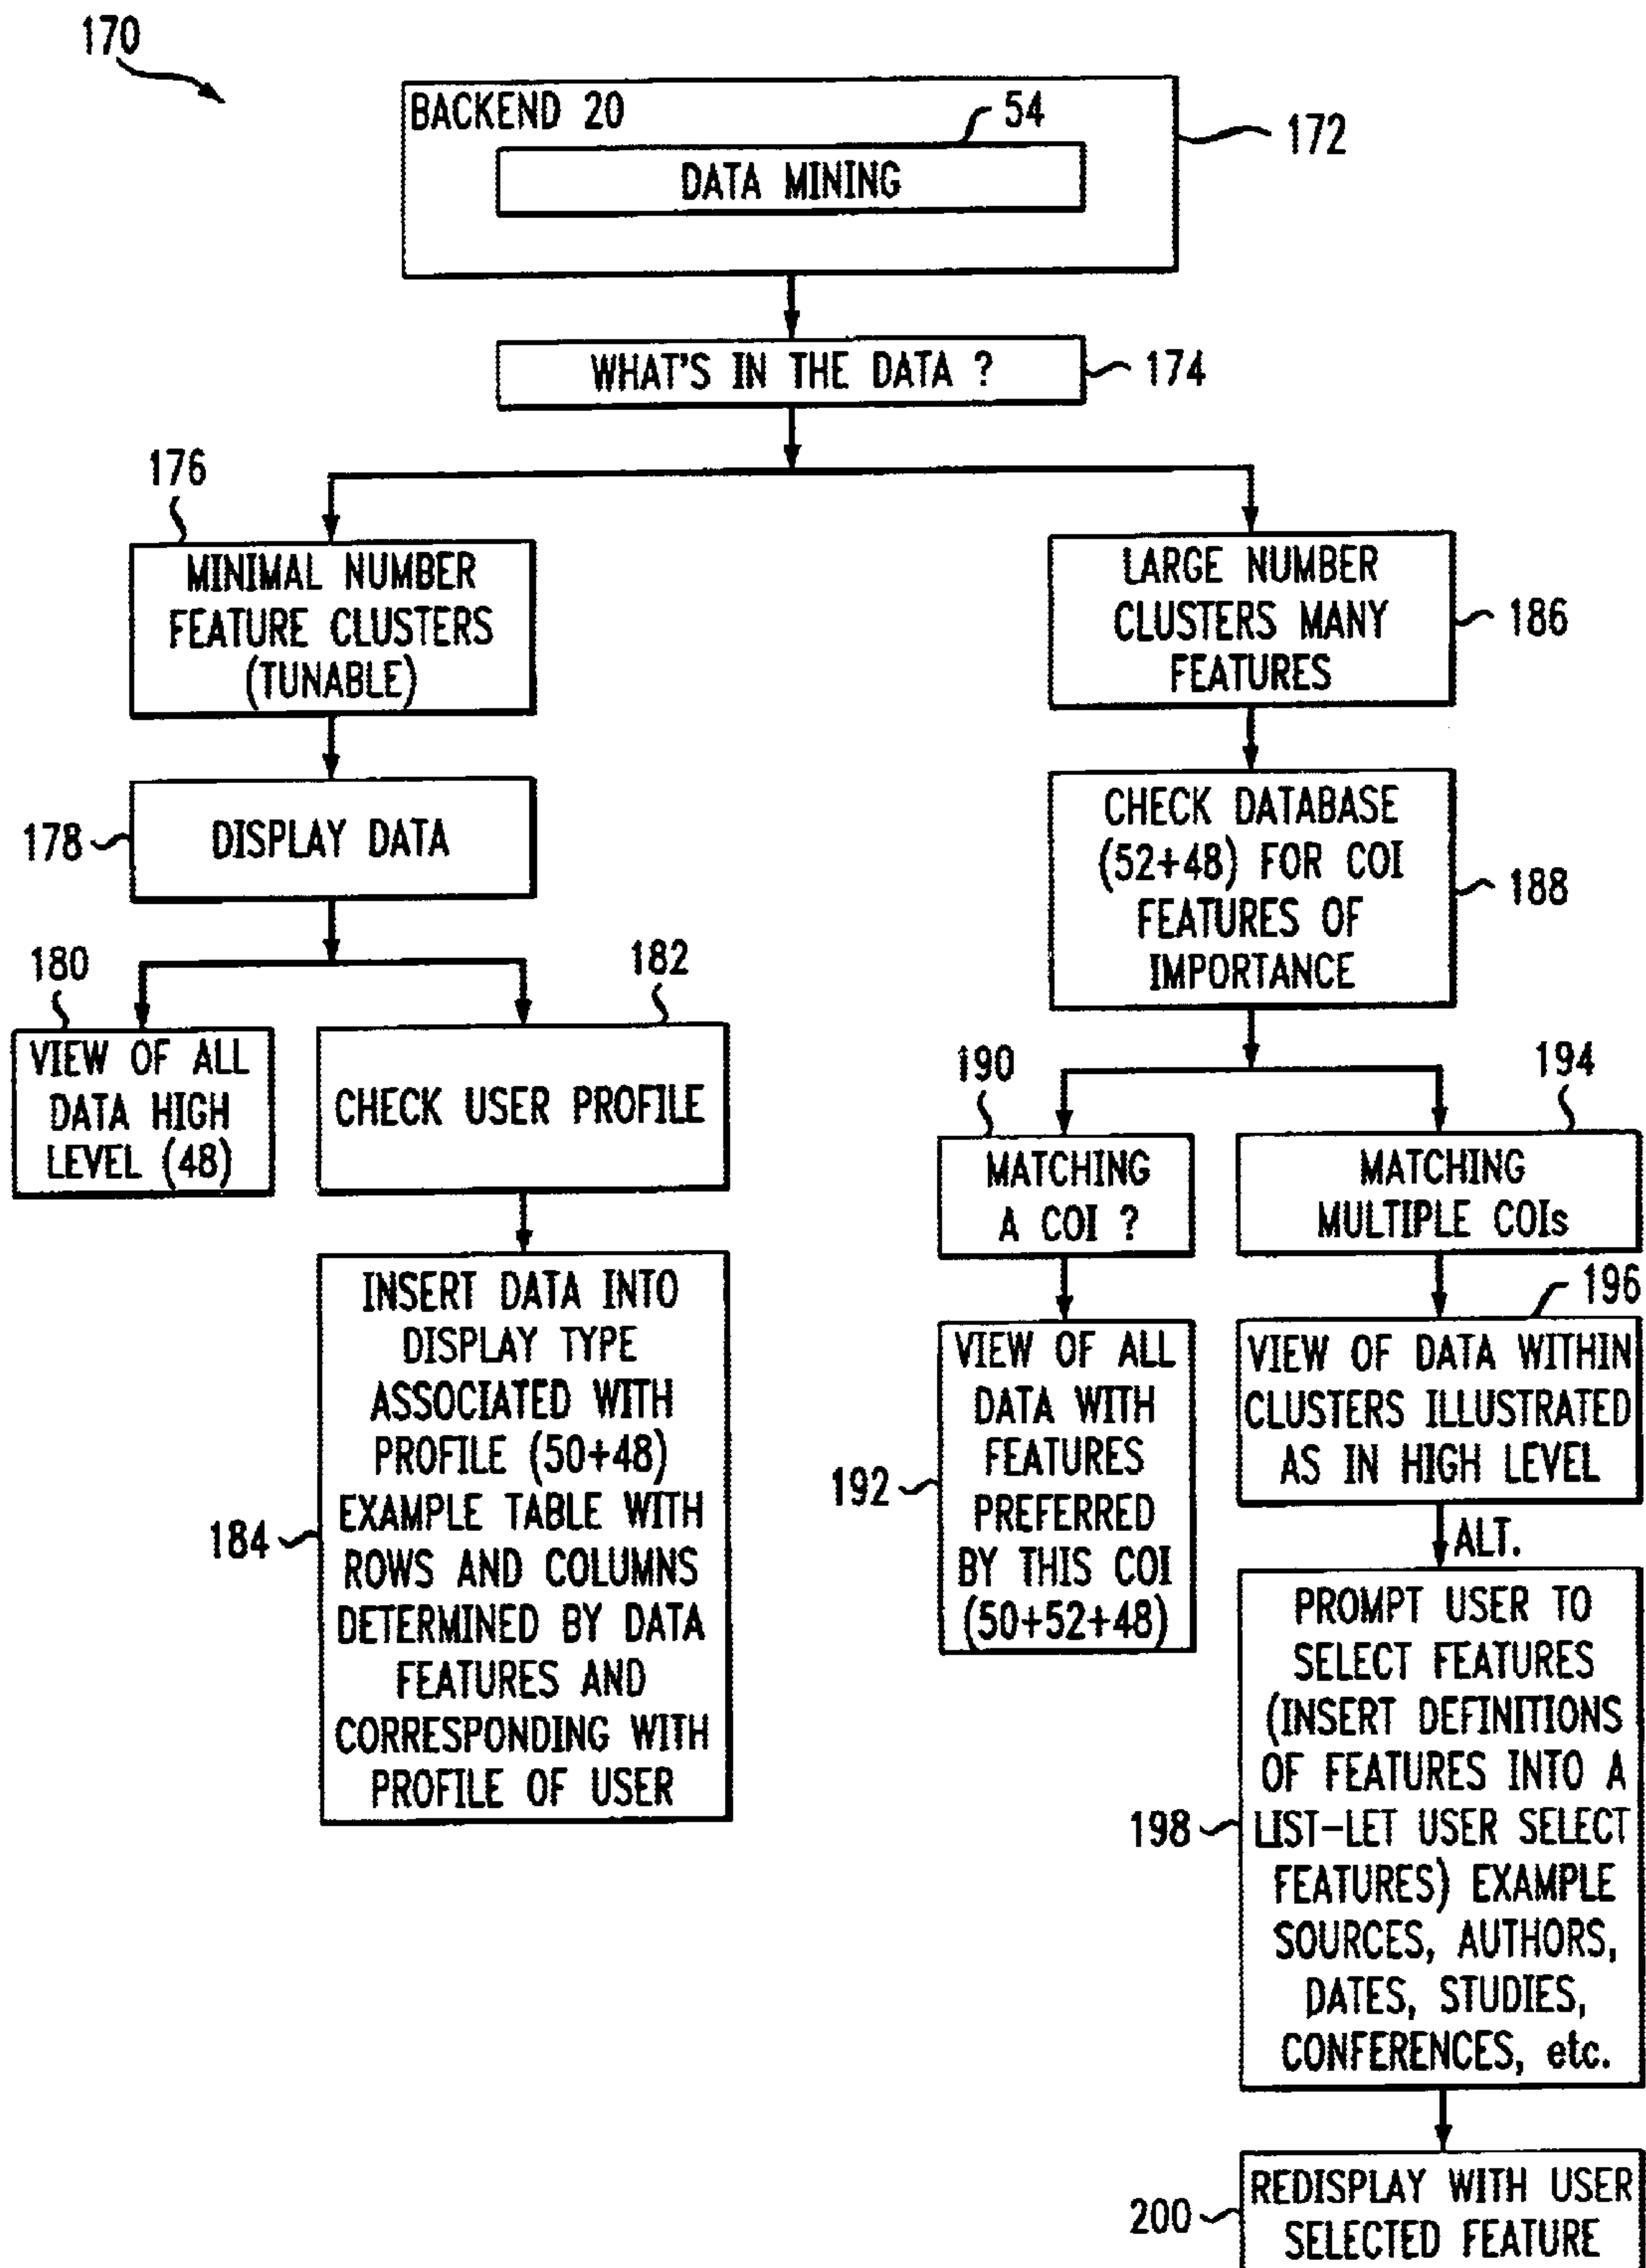 170
BACKEND 20
54
DATA MINING
172
WHAT'S IN THE DATA ?
174
176
MINIMAL NUMBER
FEATURE CLUSTERS
(TUNABLE)
LARGE NUMBER
CLUSTERS MANY
FEATURES
186
178
DISPLAY DATA
CHECK DATABASE
(52+48) FOR COI
FEATURES OF
IMPORTANCE
188
180
VIEW OF ALL
DATA HIGH
LEVEL (48)
182
CHECK USER PROFILE
190
MATCHING
A COI ?
194
MATCHING
MULTIPLE COIs
184
INSERT DATA INTO
DISPLAY TYPE
ASSOCIATED WITH
PROFILE (50+48)
EXAMPLE TABLE WITH
ROWS AND COLUMNS
DETERMINED BY DATA
FEATURES AND
CORRESPONDING WITH
PROFILE OF USER
192
VIEW OF ALL
DATA WITH
FEATURES
PREFERRED
BY THIS COI
(50+52+48)
196
VIEW OF DATA WITHIN
CLUSTERS ILLUSTRATED
AS IN HIGH LEVEL
ALT.
198
PROMPT USER TO
SELECT FEATURES
(INSERT DEFINITIONS
OF FEATURES INTO A
LIST-LET USER SELECT
FEATURES) EXAMPLE
SOURCES, AUTHORS,
DATES, STUDIES,
CONFERENCES, etc.
200
REDISPLAY WITH USER
SELECTED FEATURE